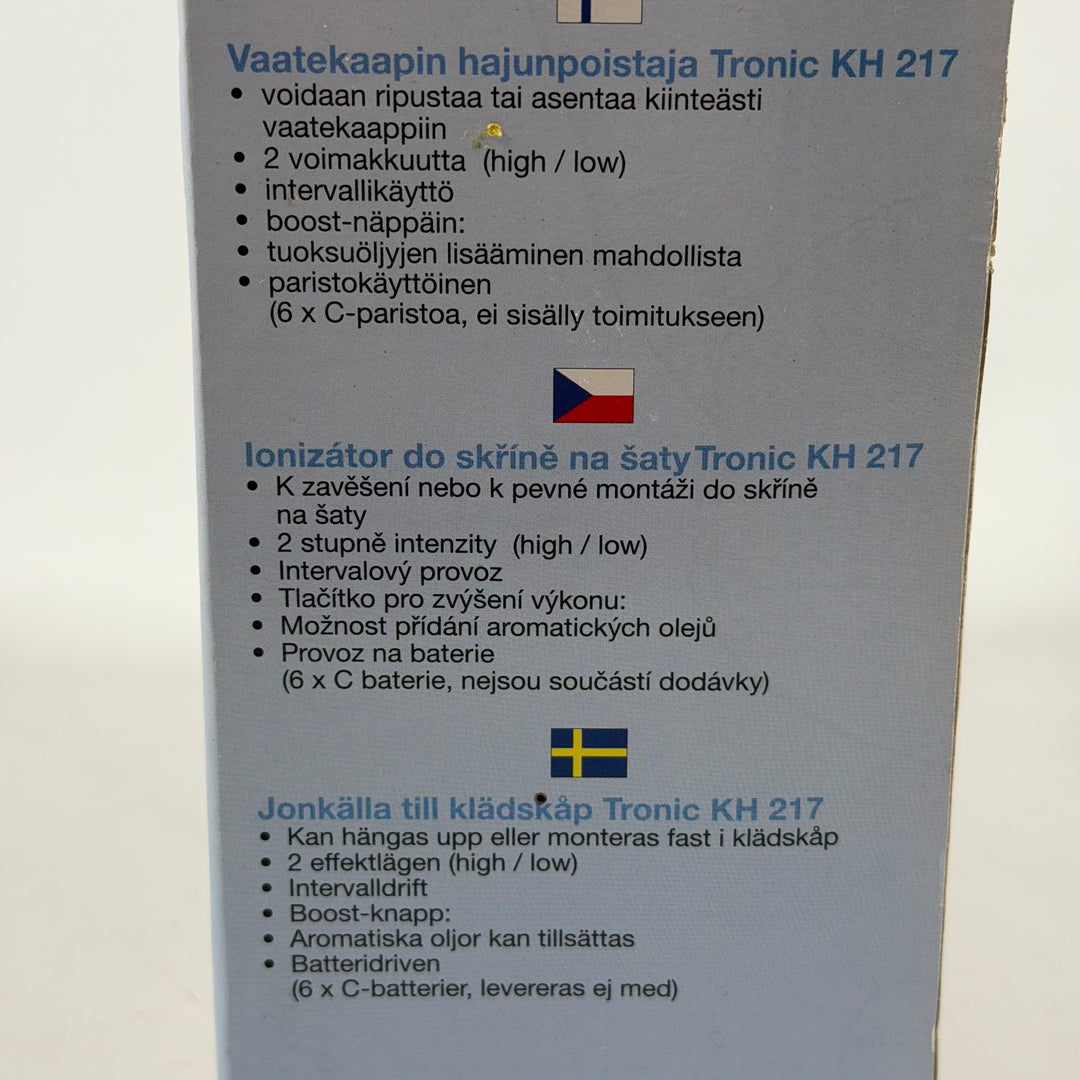 Vaatekaapin hajunpoistaja Tronic KH 217
• voidaan ripustaa tai asentaa kiinteästi
vaatekaappiin
• 2 voimakkuutta (high / low)
• intervallikäyttö
• boost-näppäin:
• tuoksuöljyjen lisääminen mahdollista
• paristokäyttöinen
(6 x C-paristoa, ei sisälly toimitukseen)
Ionizátor do skříně na šaty Tronic KH 217
• K zavěšení nebo k pevné montáži do skříně
na šaty
• 2 stupně intenzity (high / low)
• Intervalový provoz
• Tlačítko pro zvýšení výkonu:
• Možnost přídání aromatických olejů
• Provoz na baterie
(6 x C baterie, nejsou součástí dodávky)
Jonkälla till klädskåp Tronic KH 217
• Kan hängas upp eller monteras fast i klädskåp
• 2 effektlägen (high / low)
• Intervalldrift
• Boost-knapp:
• Aromatiska oljor kan tillsättas
• Batteridriven
(6 x C-batterier, levereras ej med)